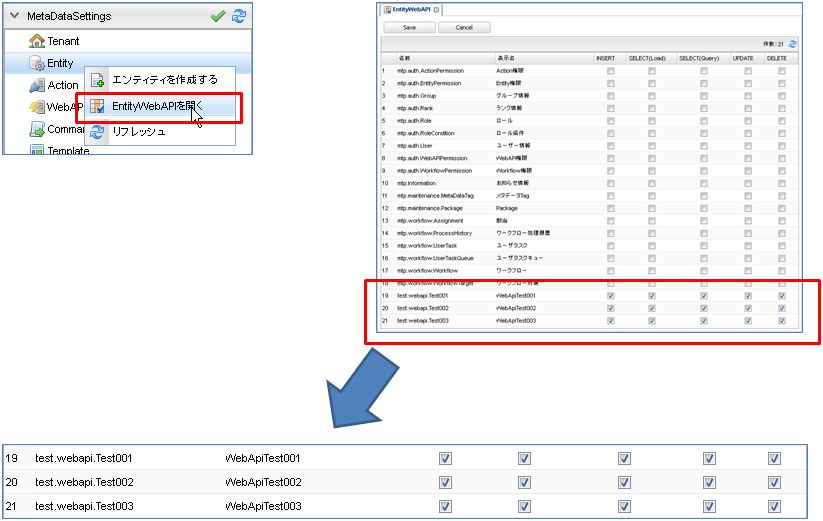 MetaDataSettings
Tenant
Entity
Action
WebAP
Comman
Template
エンティティを作成する
EntityWebAPIを開く
リフレッシュ
EntityWebAPI
Save Cancel
件数:21
名前 表示名 INSERT SELECT(Load) SELECT(Query) UPDATE DELETE
1 mtp.auth.ActionPermission Action権限
2 mtp.auth.EntityPermission Entity権限
3 mtp.auth.Group グループ情報
4 mtp.auth.Rank ランク情報
5 mtp.auth.Role ロール
6 mtp.auth.RoleCondition ロール条件
7 mtp.auth.User ユーザー情報
8 mtp.auth.WebAPIPermission WebAPI権限
9 mtp.auth.WorkflowPermission Workflow権限
10 mtp.Information お知らせ情報
11 mtp.maintenance.MetaDataTag メタデータTag
12 mtp.maintenance.Package Package
13 mtp.workflow.Assignment 割当
14 mtp.workflow.ProcessHistory ワークフロー処理履歴
15 mtp.workflow.UserTask ユーザタスク
16 mtp.workflow.UserTaskQueue ユーザタスクキュー
17 mtp.workflow.Workflow ワークフロー
18 mtp.workflow.WorkflowTarget ワークフロー対象
19 test.webapi.Test001 WebApiTest001
20 test.webapi.Test002 WebApiTest002
21 test.webapi.Test003 WebApiTest003
19 test.webapi.Test001 WebApiTest001
20 test.webapi.Test002 WebApiTest002
21 test.webapi.Test003 WebApiTest003